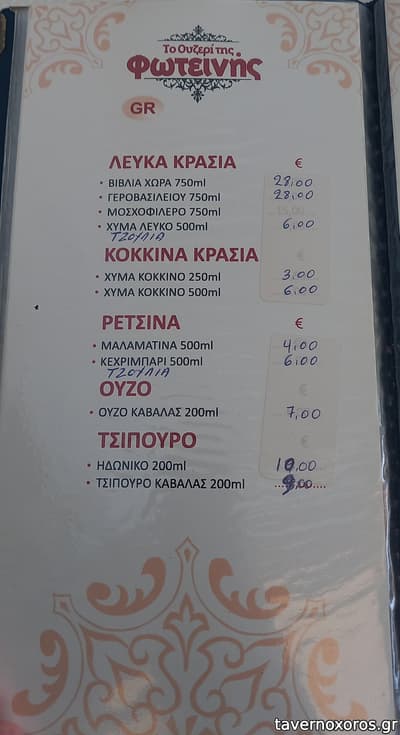 Το Ουζερί της
Φωτεινής
GR
ΛΕΥΚΑ ΚΡΑΣΙΑ €
• ΒΙΒΛΙΑ ΧΩΡΑ 750ml 28,00
• ΓΕΡΟΒΑΣΙΛΕΙΟΥ 750ml 28,00
• ΜΟΣΧΟΦΙΛΕΡΟ 750ml
• ΧΥΜΑ ΛΕΥΚΟ 500ml 6,00
ΤΖΟΥΛΙΑ
ΚΟΚΚΙΝΑ ΚΡΑΣΙΑ €
• ΧΥΜΑ ΚΟΚΚΙΝΟ 250ml 3,00
• ΧΥΜΑ ΚΟΚΚΙΝΟ 500ml 6,00
ΡΕΤΣΙΝΑ €
• ΜΑΛΑΜΑΤΙΝΑ 500ml 4,00
• ΚΕΧΡΙΜΠΑΡΙ 500ml 6,00
ΤΖΟΥΛΙΑ
ΟΥΖΟ €
• ΟΥΖΟ ΚΑΒΑΛΑΣ 200ml 7,00
ΤΣΙΠΟΥΡΟ €
• ΗΔΩΝΙΚΟ 200ml 10,00
• ΤΣΙΠΟΥΡΟ ΚΑΒΑΛΑΣ 200ml 9,00
tavernoxoros.gr